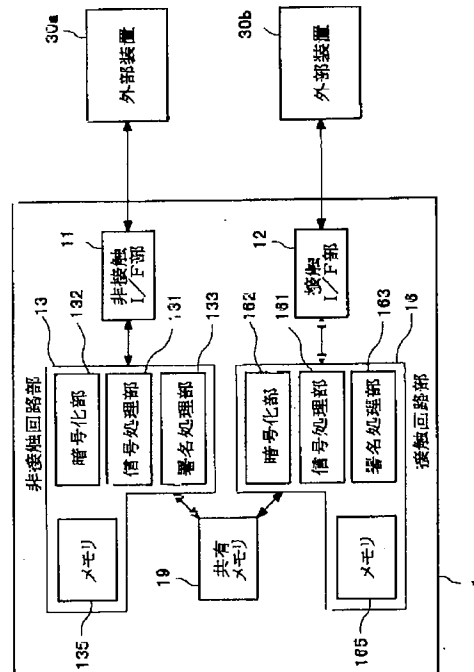 30a
外部装置
30b
外部装置
11
非接触
I/F部
12
接触
I/F部
非接触回路部
13
132
暗号化部
131
信号処理部
133
署名処理部
メモリ
135
19
共有
メモリ
162
暗号化部
161
信号処理部
163
署名処理部
16
接触回路部
メモリ
165